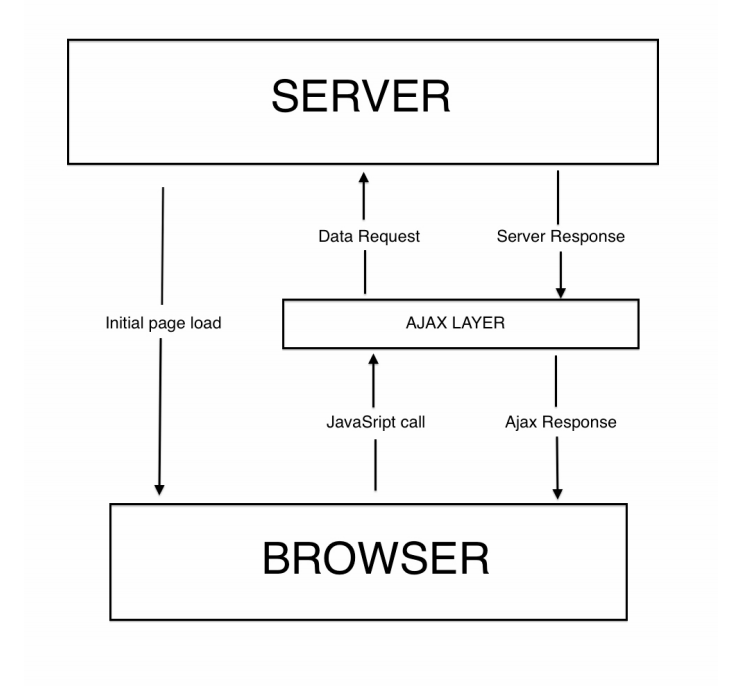 SERVER
Data Request
Server Response
Initial page load
AJAX LAYER
JavaSript call
Ajax Response
BROWSER